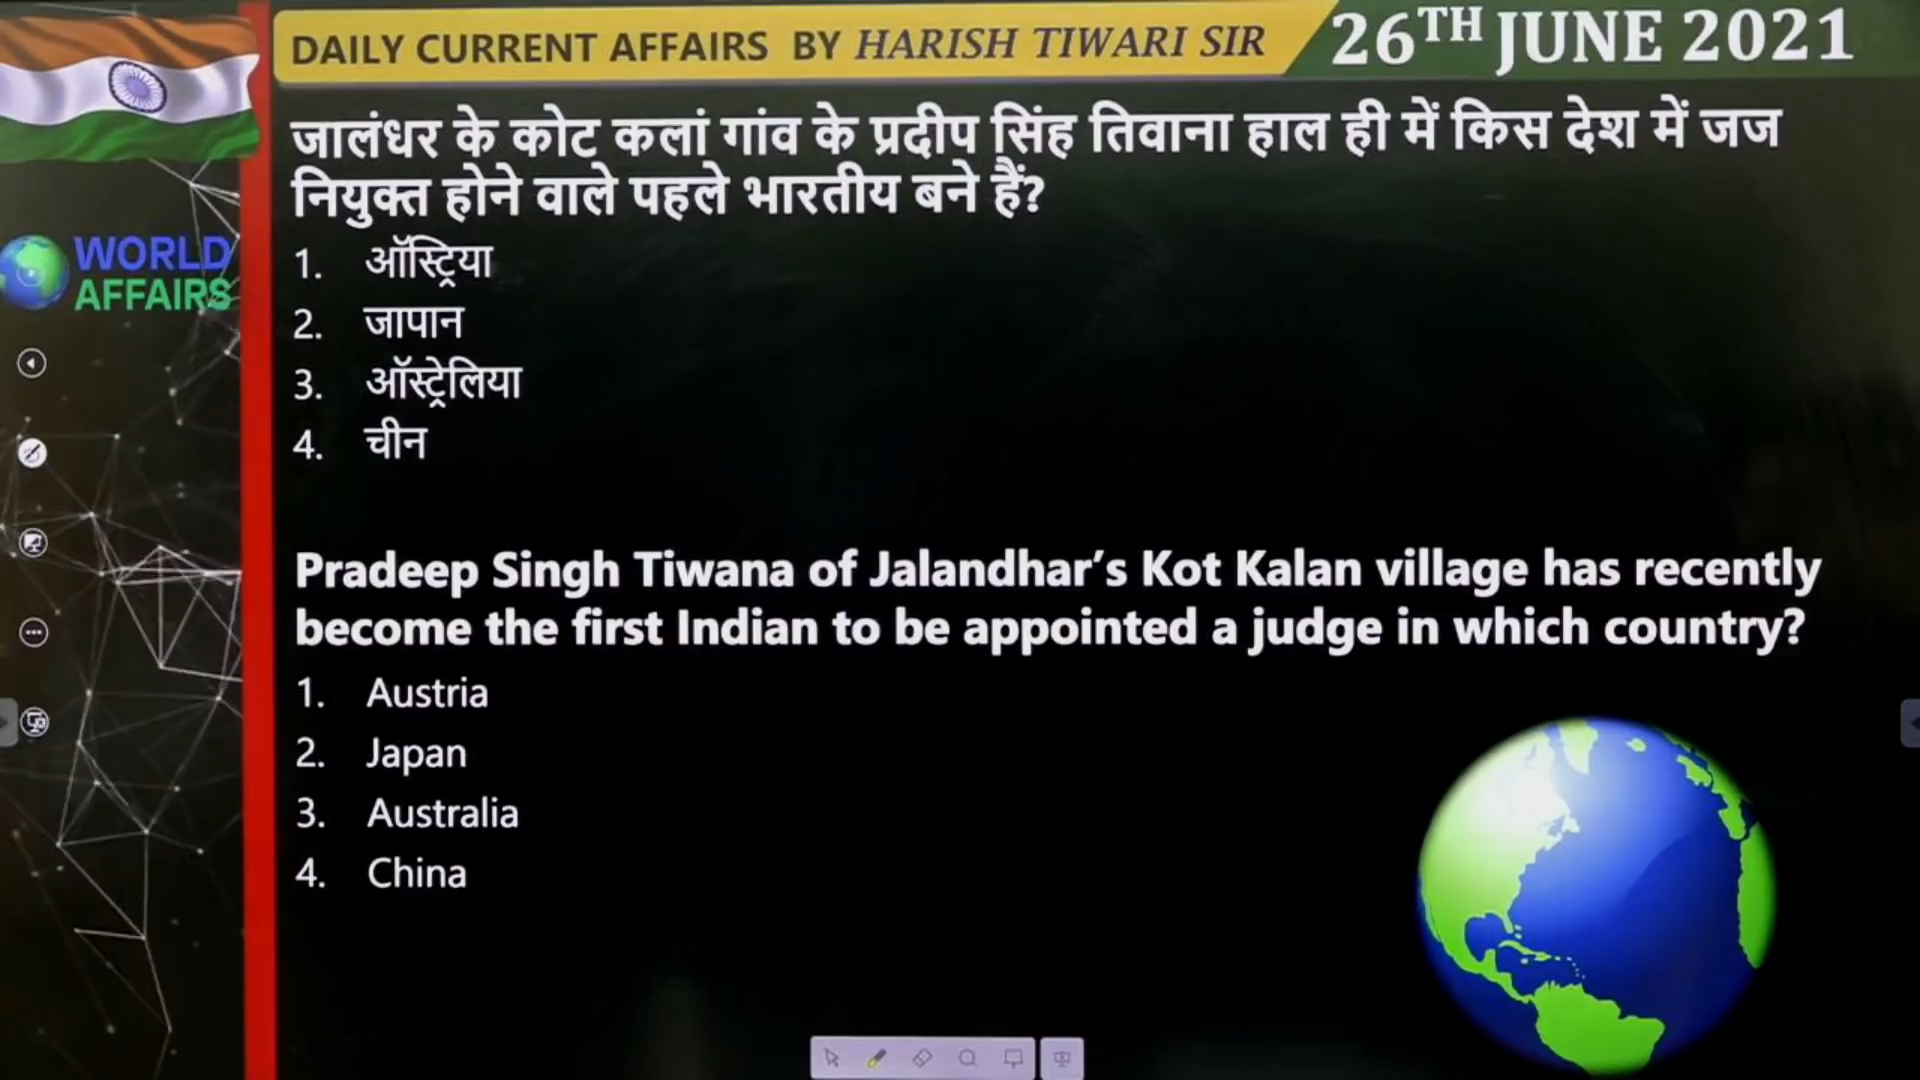 DAILY CURRENT AFFAIRS BY HARISH TIWARI SIR
26TH JUNE 2021
जालंधर के कोट कलां गांव के प्रदीप सिंह तिवाना हाल ही में किस देश में जज
नियुक्त होने वाले पहले भारतीय बने हैं?
WORLD
AFFAIRS
1. ऑस्ट्रिया
2. जापान
3. ऑस्ट्रेलिया
4. चीन
Pradeep Singh Tiwana of Jalandhar’s Kot Kalan village has recently
become the first Indian to be appointed a judge in which country?
1. Austria
2. Japan
3. Australia
4. China